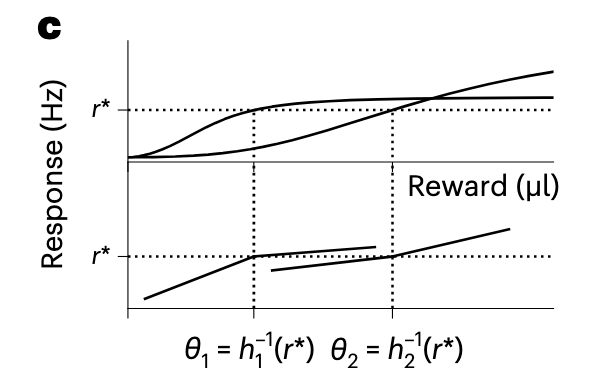 c
Response (Hz)
r*
Reward (µl)
r*
θ₁ = h₁⁻¹(r*) θ₂ = h₂⁻¹(r*)